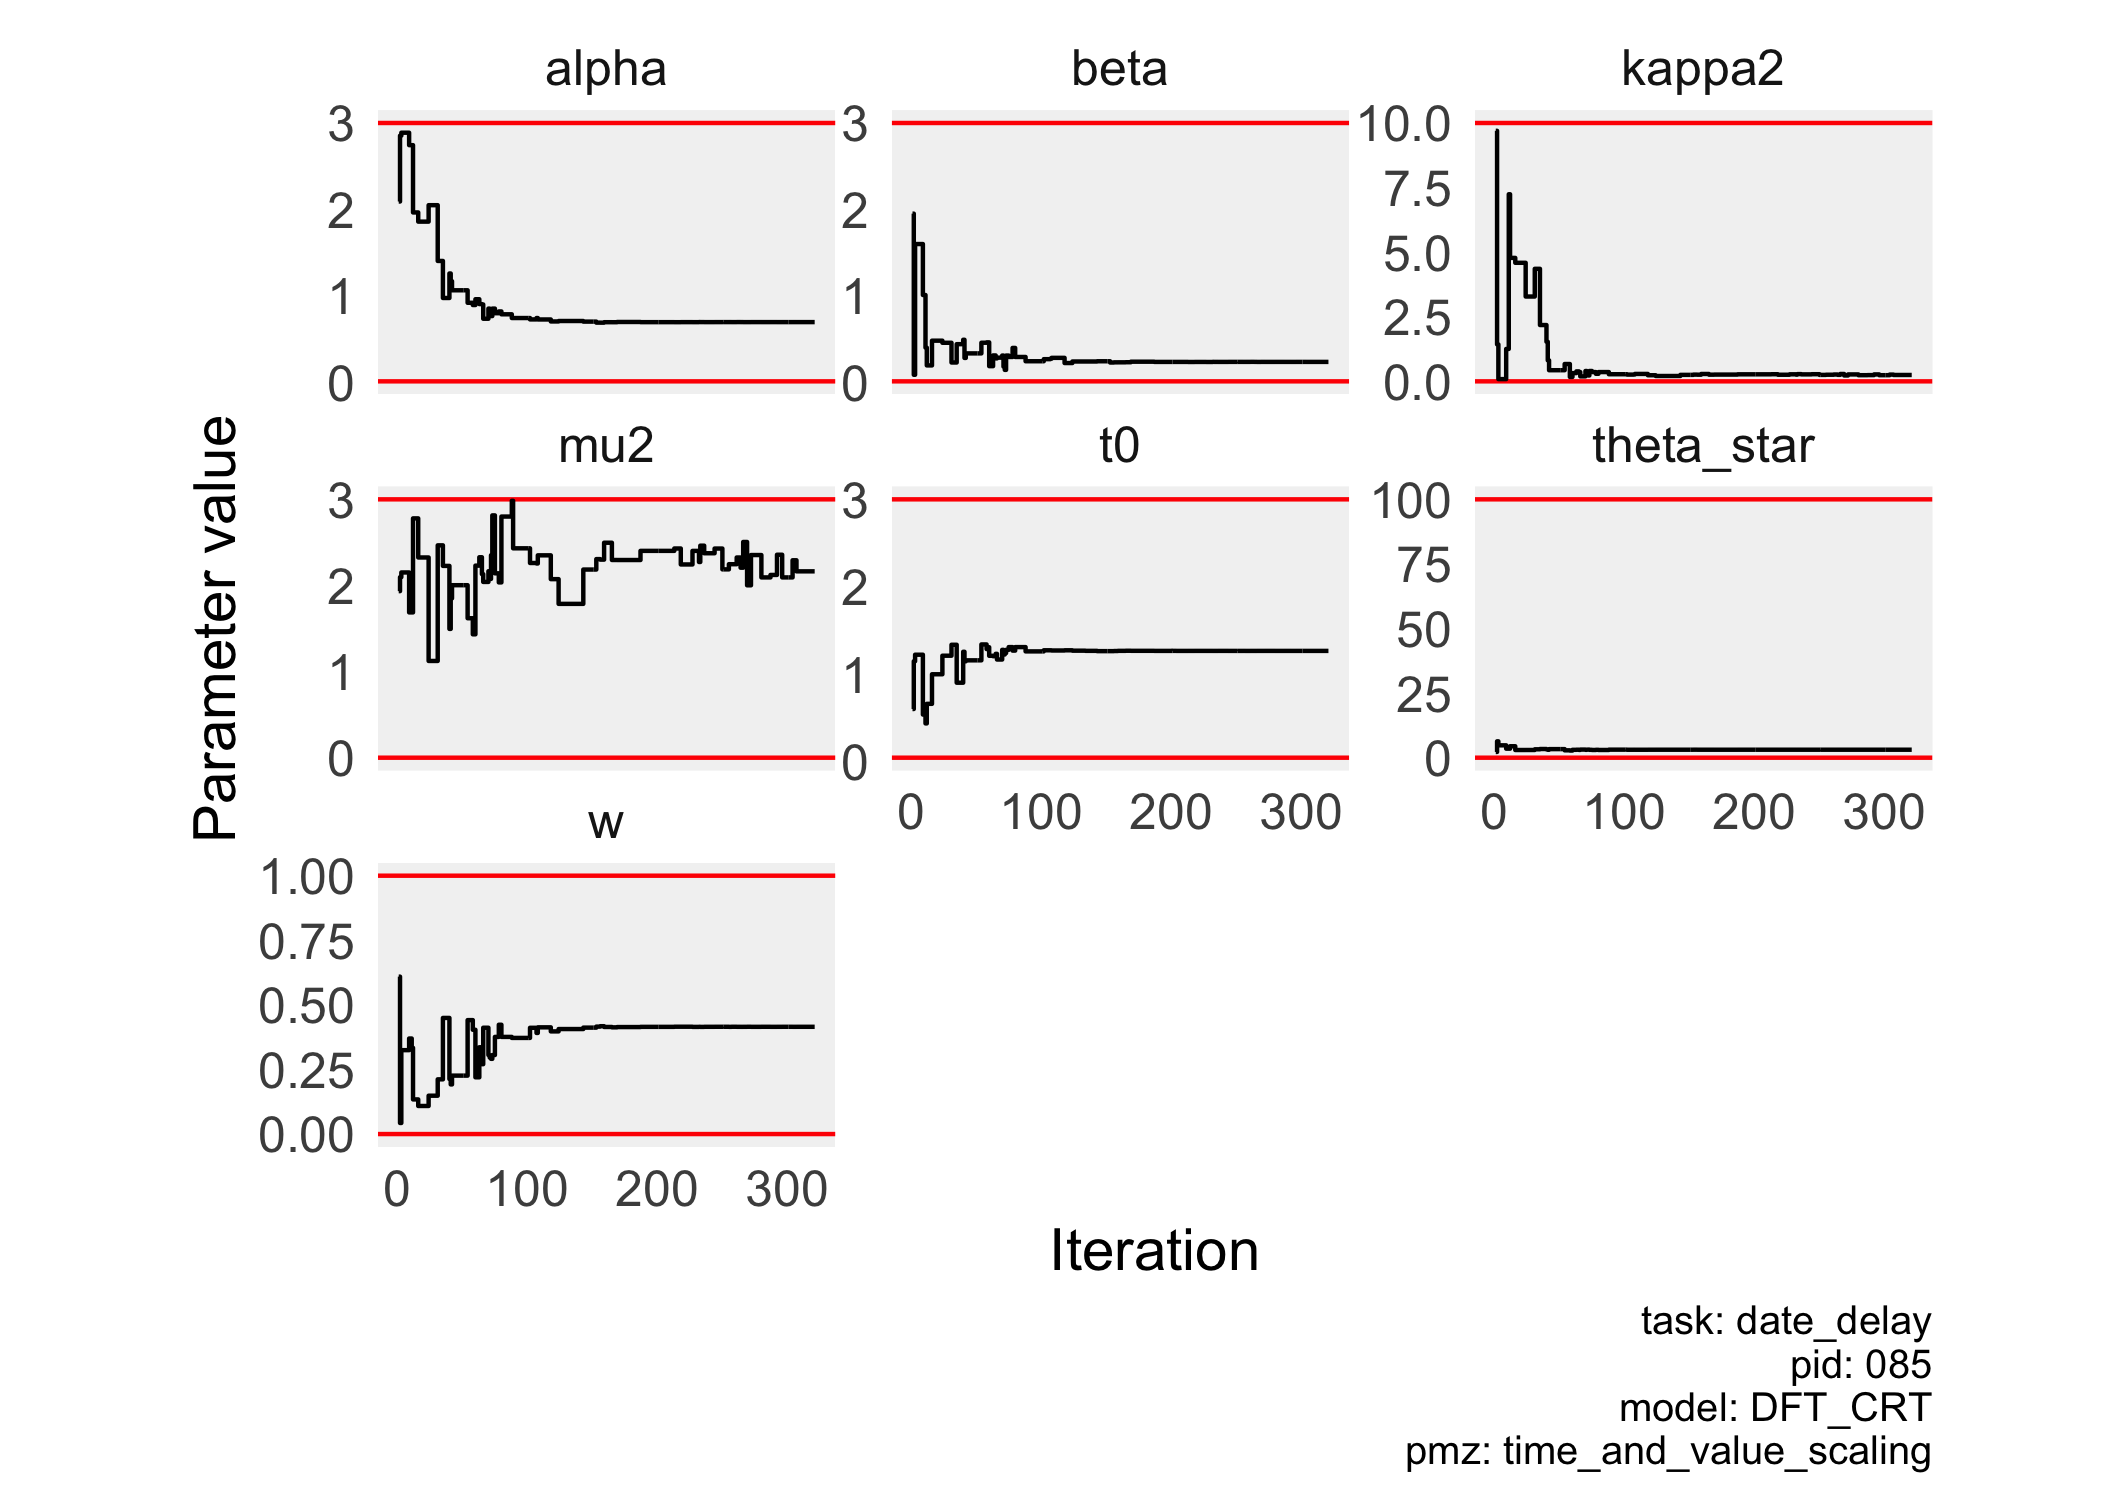 alpha
beta
kappa2
3
2
1
0
3
2
1
0
10.0
7.5
5.0
2.5
0.0
mu2
t0
theta_star
3
2
1
0
3
2
1
0
100
75
50
25
0
0 100 200 300
0 100 200 300
w
1.00
0.75
0.50
0.25
0.00
0 100 200 300
Parameter value
Iteration
task: date_delay
pid: 085
model: DFT_CRT
pmz: time_and_value_scaling